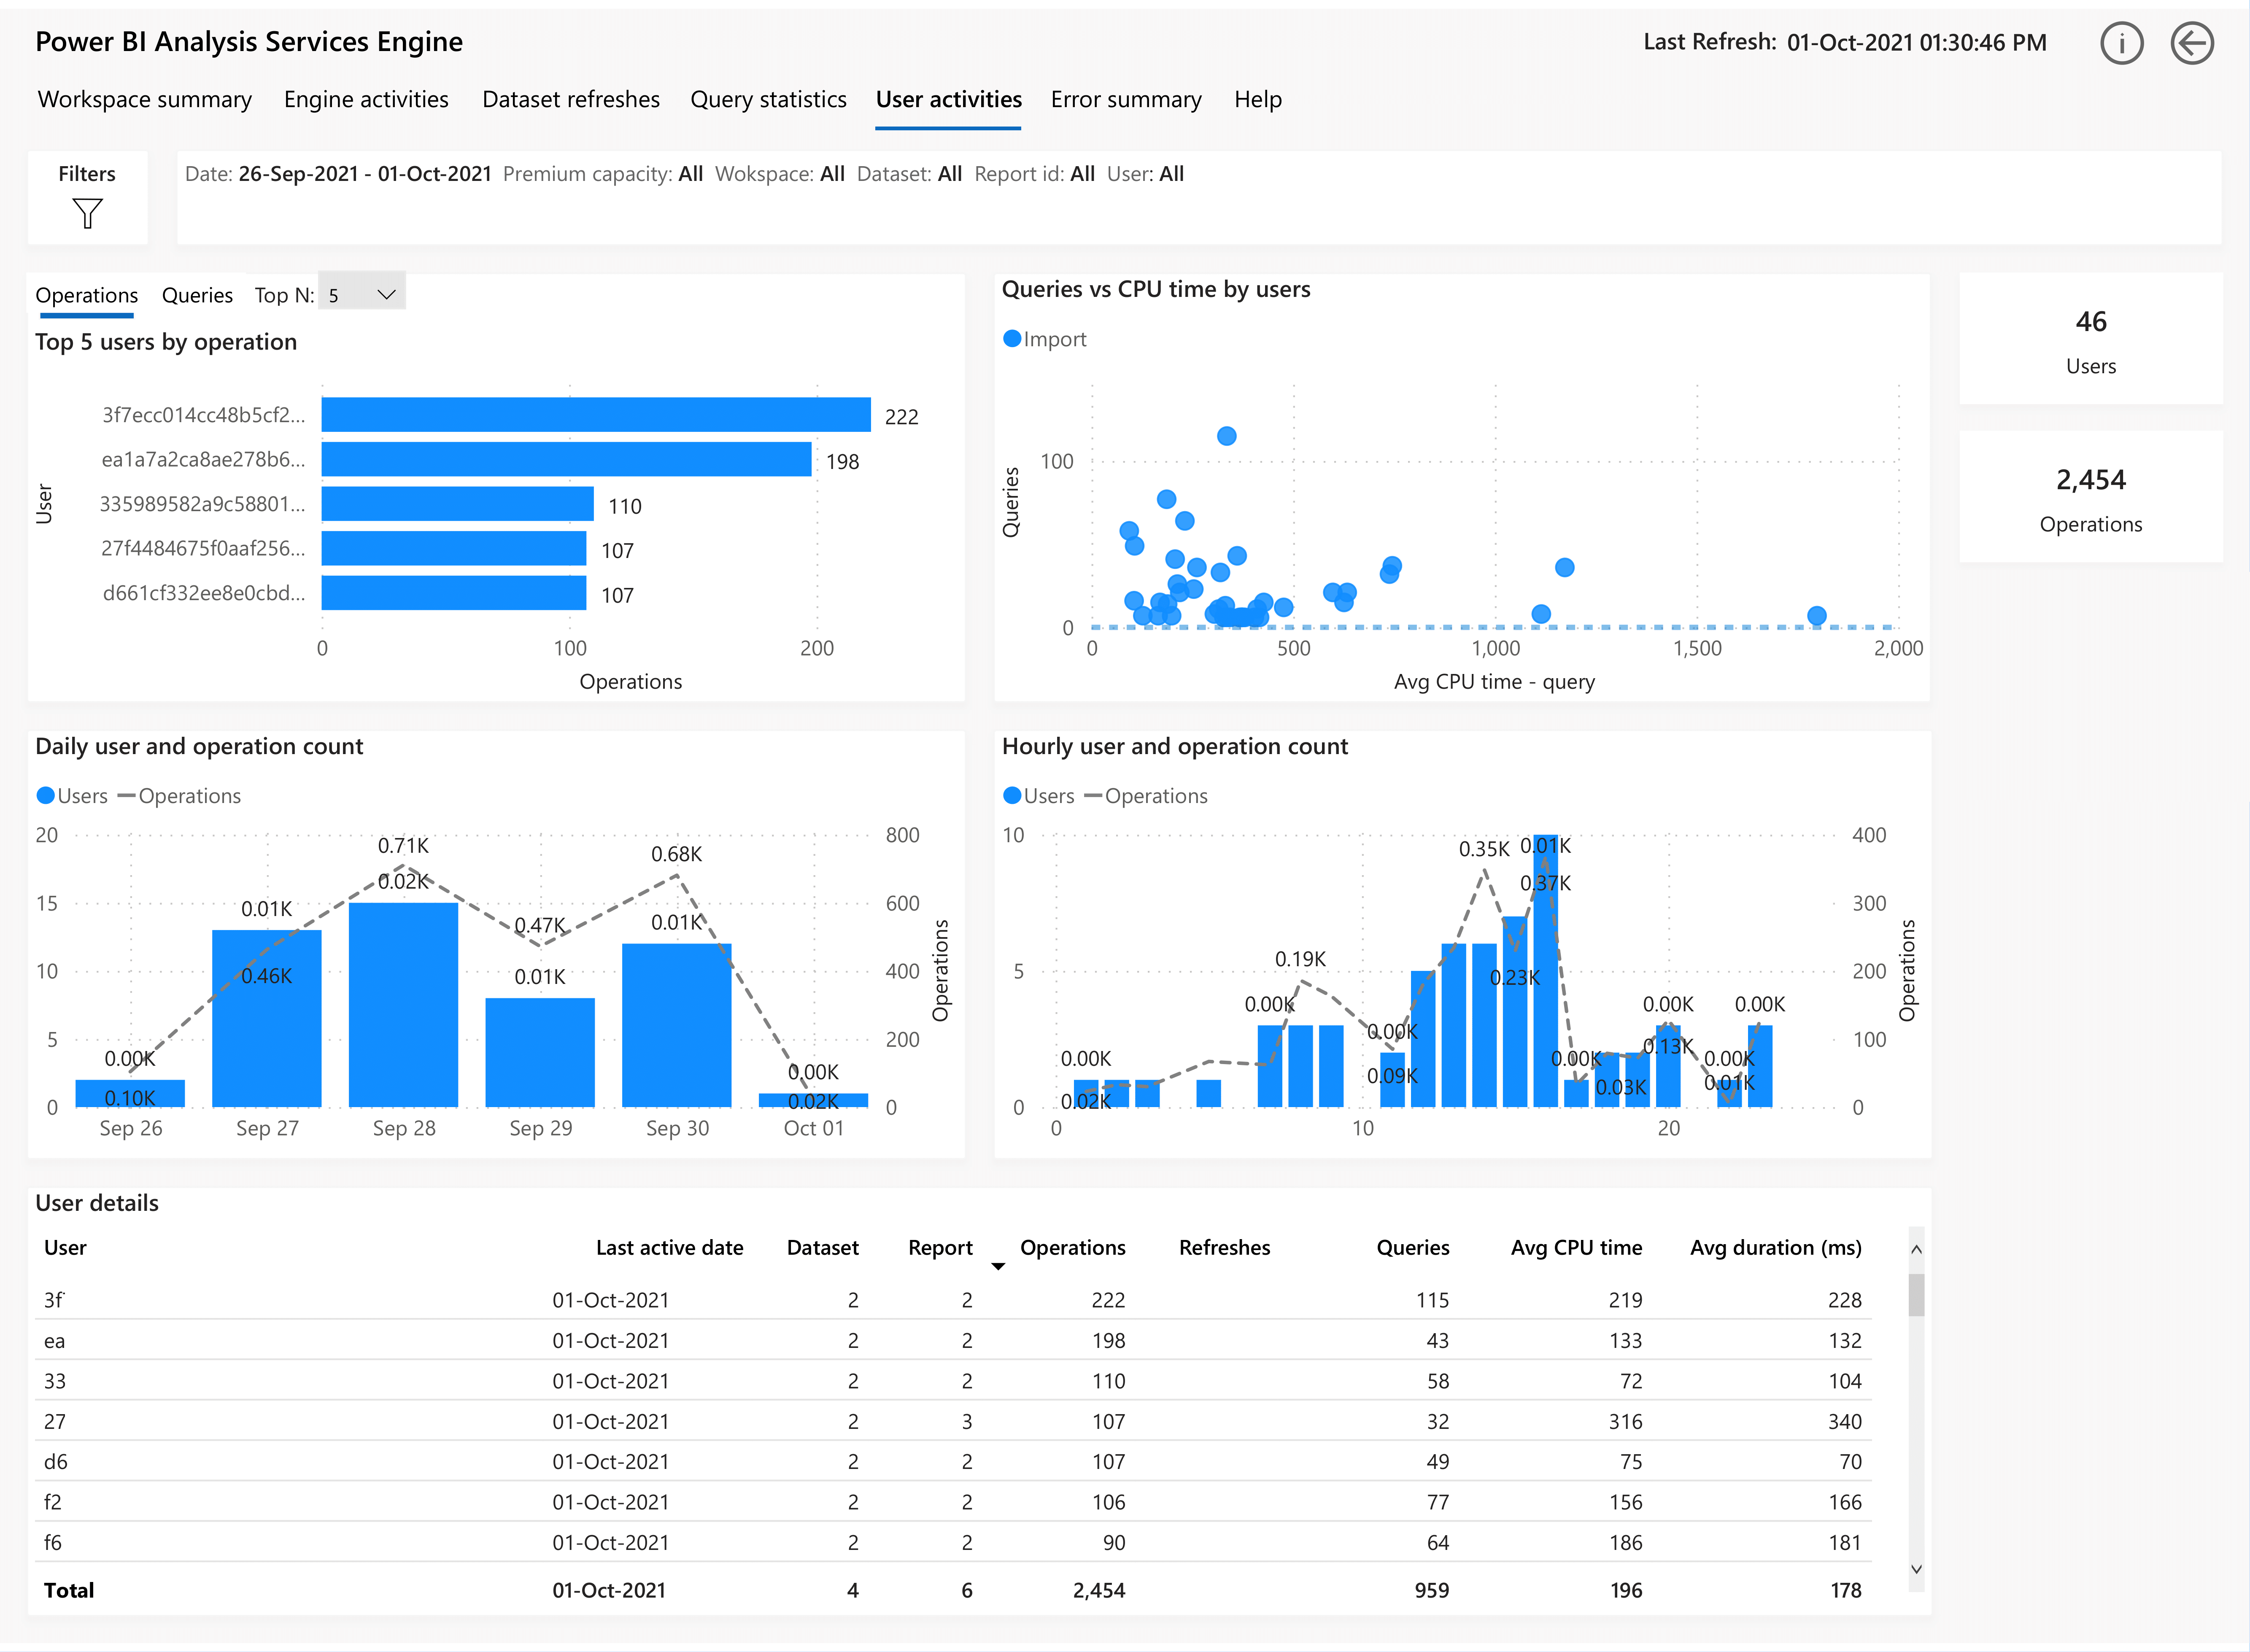 Power BI Analysis Services Engine
Last Refresh: 01-Oct-2021 01:30:46 PM
Workspace summary Engine activities Dataset refreshes Query statistics User activities Error summary Help
Filters
Date: 26-Sep-2021 - 01-Oct-2021 Premium capacity: All Wokspace: All Dataset: All Report id: All User: All
Operations Queries Top N: 5
Top 5 users by operation
User
3f7ecc014cc48b5cf2... 222
ea1a7a2ca8ae278b6... 198
335989582a9c58801... 110
27f4484675f0aaf256... 107
d661cf332ee8e0cbd... 107
0 100 200
Operations
Queries vs CPU time by users
Import
Queries
100
0
0 500 1,000 1,500 2,000
Avg CPU time - query
46
Users
2,454
Operations
Daily user and operation count
Users Operations
20 800
15 600
10 400
5 200
0 0
Operations
0.71K
0.02K
0.68K
0.01K
0.01K
0.47K
0.46K
0.01K
0.00K
0.00K
0.10K
0.02K
Sep 26 Sep 27 Sep 28 Sep 29 Sep 30 Oct 01
Hourly user and operation count
Users Operations
10 400
300
5 200
100
0 0
Operations
0.35K 0.01K
0.37K
0.19K
0.23K
0.00K 0.00K 0.00K
0.00K
0.13K
0.00K 0.00K 0.00K
0.09K
0.03K 0.01K
0.02K
0 10 20
User details
User Last active date Dataset Report Operations Refreshes Queries Avg CPU time Avg duration (ms)
3f 01-Oct-2021 2 2 222 115 219 228
ea 01-Oct-2021 2 2 198 43 133 132
33 01-Oct-2021 2 2 110 58 72 104
27 01-Oct-2021 2 3 107 32 316 340
d6 01-Oct-2021 2 2 107 49 75 70
f2 01-Oct-2021 2 2 106 77 156 166
f6 01-Oct-2021 2 2 90 64 186 181
Total 01-Oct-2021 4 6 2,454 959 196 178